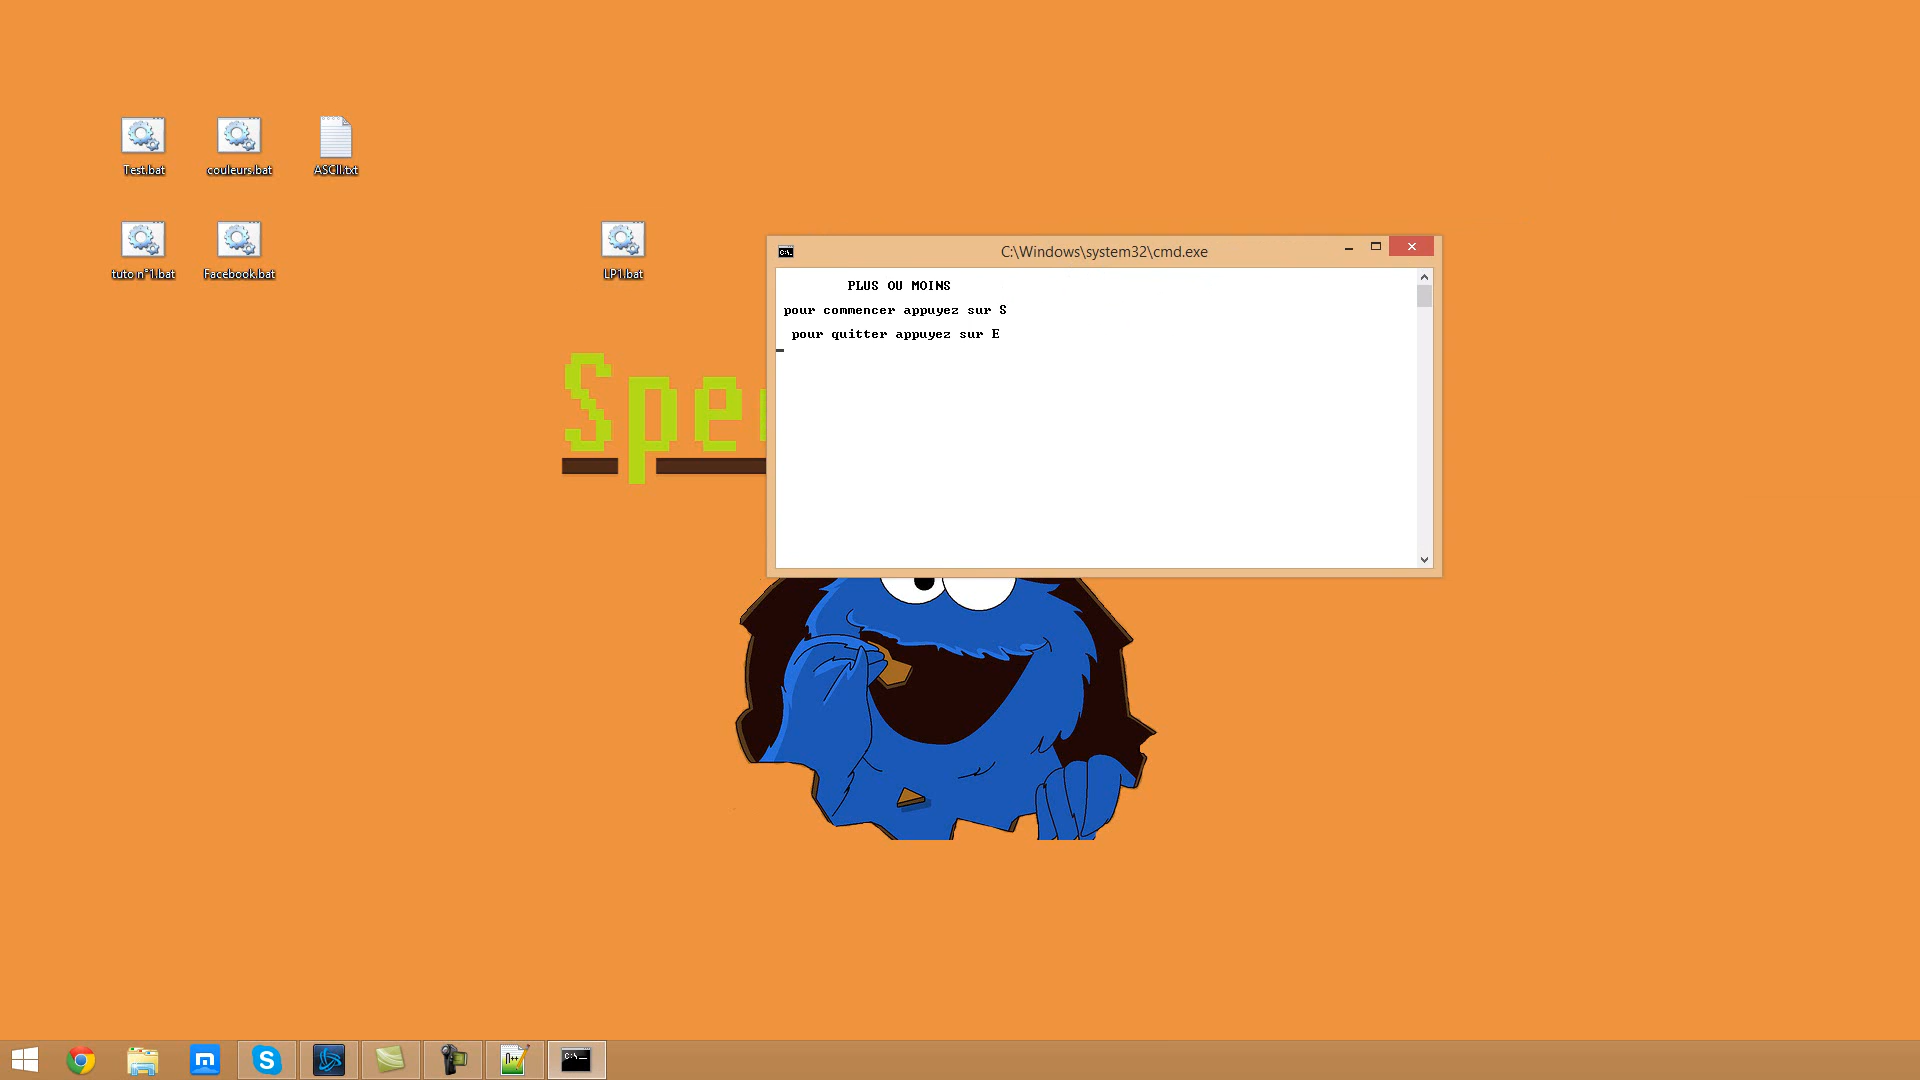 Test.bat
couleurs.bat
ASCII.txt
tuto n°1.bat
Facebook.bat
LP1.bat
C:\Windows\system32\cmd.exe
PLUS OU MOINS
pour commencer appuyez sur S
pour quitter appuyez sur E
Spe